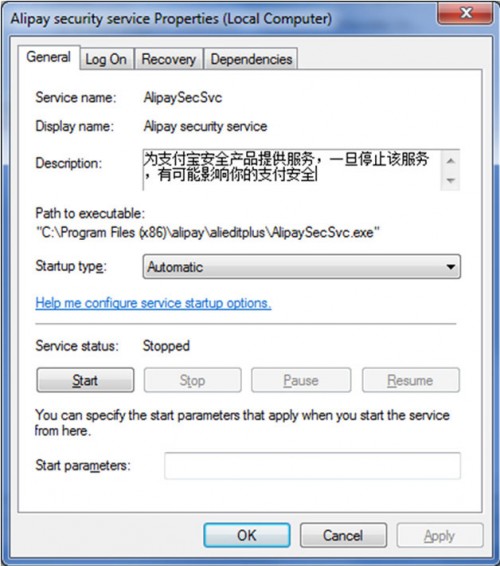 Alipay security service Properties (Local Computer)
General
Log On
Recovery
Dependencies
Service name:
AlipaySecSvc
Display name:
Alipay security service
Description:
为支付宝安全产品提供服务，一旦停止该服务
，有可能影响你的支付安全
Path to executable:
"C:\Program Files (x86)\alipay\alieditplus\AlipaySecSvc.exe"
Startup type:
Automatic
Help me configure service startup options.
Service status:
Stopped
Start
Stop
Pause
Resume
You can specify the start parameters that apply when you start the service
from here.
Start parameters:
OK
Cancel
Apply